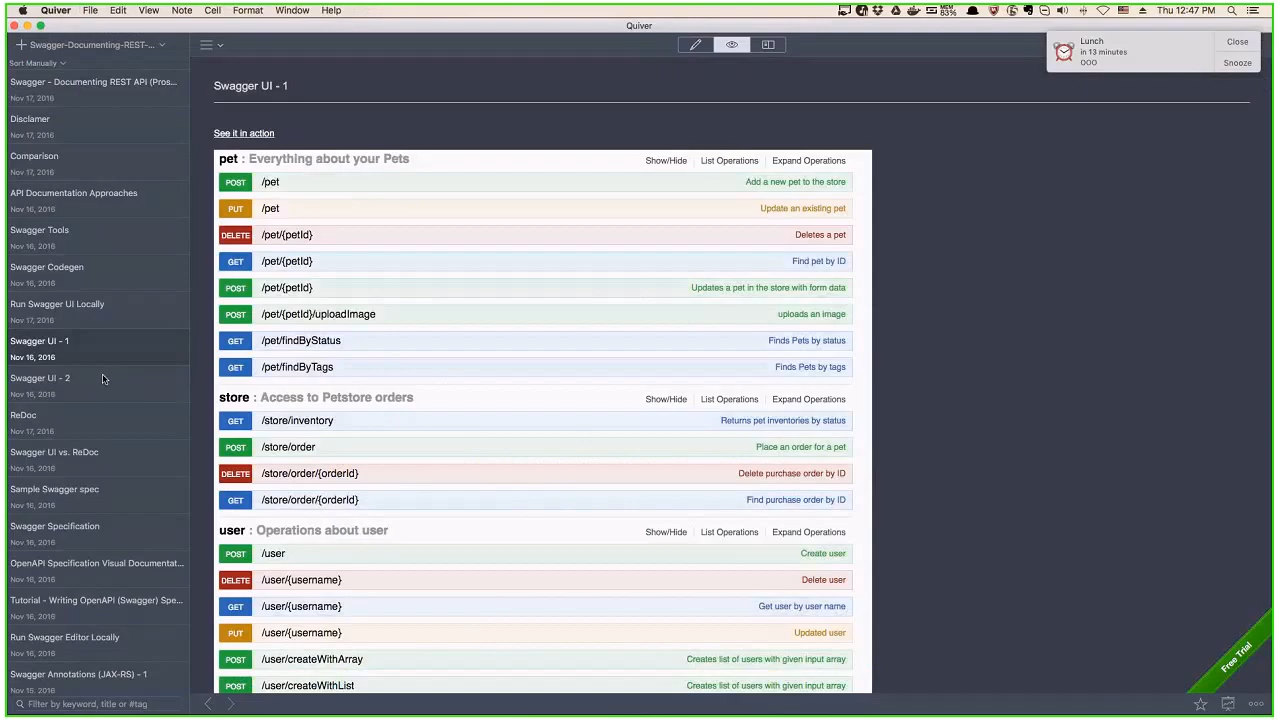 Quiver File Edit View Note Cell Format Window Help MEM 83% Thu 12:47 PM
Quiver
Swagger-Documenting-REST-...
Sort Manually
Swagger - Documenting REST API (Pros...
Nov 17, 2016
Disclamer
Nov 17, 2016
Comparison
Nov 17, 2016
API Documentation Approaches
Nov 16, 2016
Swagger Tools
Nov 16, 2016
Swagger Codegen
Nov 16, 2016
Run Swagger UI Locally
Nov 17, 2016
Swagger UI - 1
Nov 16, 2016
Swagger UI - 2
Nov 16, 2016
ReDoc
Nov 17, 2016
Swagger UI vs. ReDoc
Nov 16, 2016
Sample Swagger spec
Nov 16, 2016
Swagger Specification
Nov 16, 2016
OpenAPI Specification Visual Documentat...
Nov 16, 2016
Tutorial - Writing OpenAPI (Swagger) Spe...
Nov 16, 2016
Run Swagger Editor Locally
Nov 16, 2016
Swagger Annotations (JAX-RS) - 1
Nov 15, 2016
Filter by keyword, title or #tag
Lunch
in 13 minutes
OOO
Close
Snooze
Swagger UI - 1
See it in action
pet : Everything about your Pets Show/Hide List Operations Expand Operations
POST /pet Add a new pet to the store
PUT /pet Update an existing pet
DELETE /pet/{petId} Deletes a pet
GET /pet/{petId} Find pet by ID
POST /pet/{petId} Updates a pet in the store with form data
POST /pet/{petId}/uploadImage uploads an image
GET /pet/findByStatus Finds Pets by status
GET /pet/findByTags Finds Pets by tags
store : Access to Petstore orders Show/Hide List Operations Expand Operations
GET /store/inventory Returns pet inventories by status
POST /store/order Place an order for a pet
DELETE /store/order/{orderId} Delete purchase order by ID
GET /store/order/{orderId} Find purchase order by ID
user : Operations about user Show/Hide List Operations Expand Operations
POST /user Create user
DELETE /user/{username} Delete user
GET /user/{username} Get user by user name
PUT /user/{username} Updated user
POST /user/createWithArray Creates list of users with given input array
POST /user/createWithList Creates list of users with given input array
Free Trial